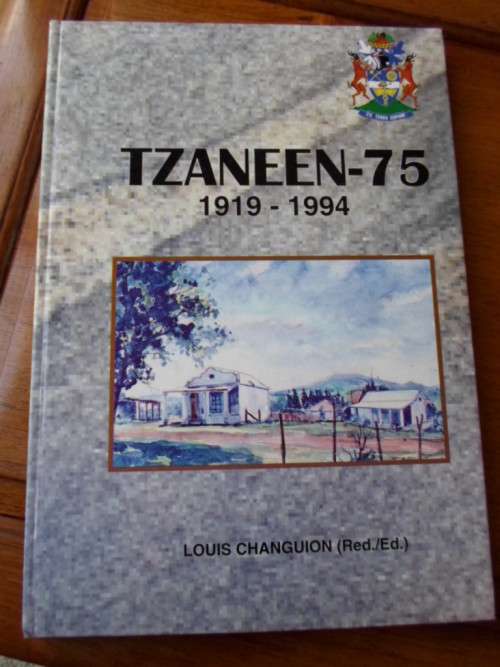 TZANEEN-75
1919 - 1994
LOUIS CHANGUION (Red./Ed.)